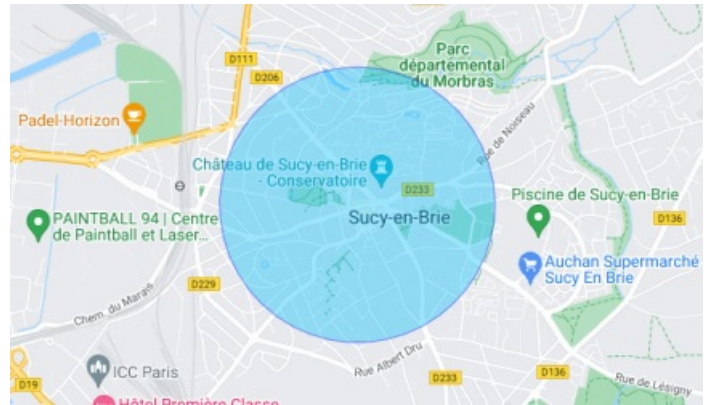 Parc
départemental
du Morbras
D111
D206
Padel-Horizon
Rue de Noiseau
Château de Sucy-en-Brie
- Conservatoire
D233
Piscine de Sucy-en-Brie
Sucy-en-Brie
D136
PAINTBALL 94 | Centre
de Paintball et Laser...
Auchan Supermarché
Sucy En Brie
D229
Chem. du Marais
Rue Albert Dru
ICC Paris
D19
D233
D136
Rue de Lésigny
Hôtel Première Classe